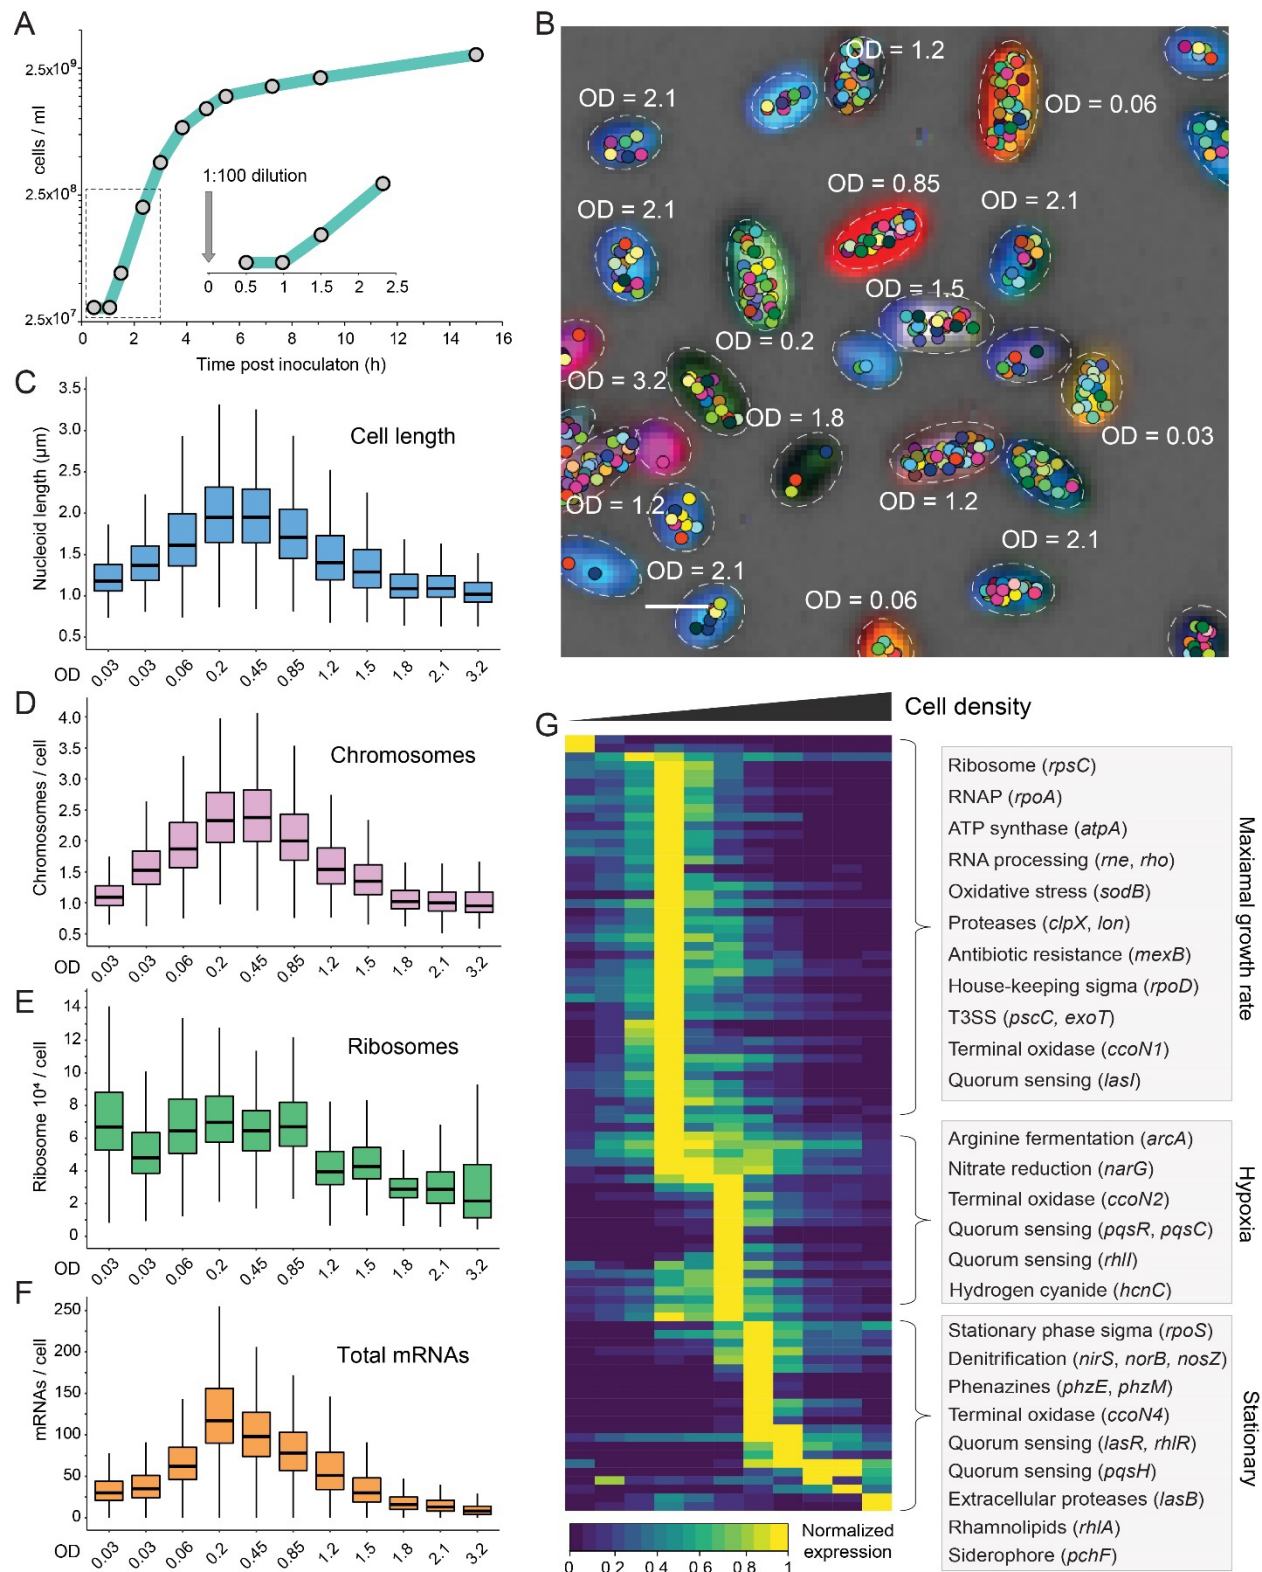 A
2.5x10⁹
2.5x10⁸
2.5x10⁷
cells / ml
1:100 dilution
0 0.5 1 1.5 2 2.5
0 2 4 6 8 10 12 14 16
Time post inoculaton (h)
B
OD = 1.2
OD = 2.1
OD = 0.06
OD = 0.85
OD = 2.1
OD = 2.1
OD = 1.5
OD = 0.2
OD = 3.2
OD = 1.8
OD = 0.03
OD = 1.2
OD = 1.2
OD = 2.1
OD = 2.1
OD = 0.06
C
Cell length
Nucleoid length (µm)
3.5
3.0
2.5
2.0
1.5
1.0
0.5
OD 0.03 0.03 0.06 0.2 0.45 0.85 1.2 1.5 1.8 2.1 3.2
D
Chromosomes
Chromosomes / cell
4.0
3.5
3.0
2.5
2.0
1.5
1.0
0.5
OD 0.03 0.03 0.06 0.2 0.45 0.85 1.2 1.5 1.8 2.1 3.2
E
Ribosomes
Ribosome 10⁴ / cell
14
12
10
8
6
4
2
0
OD 0.03 0.03 0.06 0.2 0.45 0.85 1.2 1.5 1.8 2.1 3.2
F
Total mRNAs
mRNAs / cell
250
200
150
100
50
0
OD 0.03 0.03 0.06 0.2 0.45 0.85 1.2 1.5 1.8 2.1 3.2
G
Cell density
Ribosome (rpsC)
RNAP (rpoA)
ATP synthase (atpA)
RNA processing (rne, rho)
Oxidative stress (sodB)
Proteases (clpX, lon)
Antibiotic resistance (mexB)
House-keeping sigma (rpoD)
T3SS (pscC, exoT)
Terminal oxidase (ccoN1)
Quorum sensing (lasI)
Maxiamal growth rate
Arginine fermentation (arcA)
Nitrate reduction (narG)
Terminal oxidase (ccoN2)
Quorum sensing (pqsR, pqsC)
Quorum sensing (rhlI)
Hydrogen cyanide (hcnC)
Hypoxia
Stationary phase sigma (rpoS)
Denitrification (nirS, norB, nosZ)
Phenazines (phzE, phzM)
Terminal oxidase (ccoN4)
Quorum sensing (lasR, rhlR)
Quorum sensing (pqsH)
Extracellular proteases (lasB)
Rhamnolipids (rhlA)
Siderophore (pchF)
Stationary
0 0.2 0.4 0.6 0.8 1
Normalized
expression